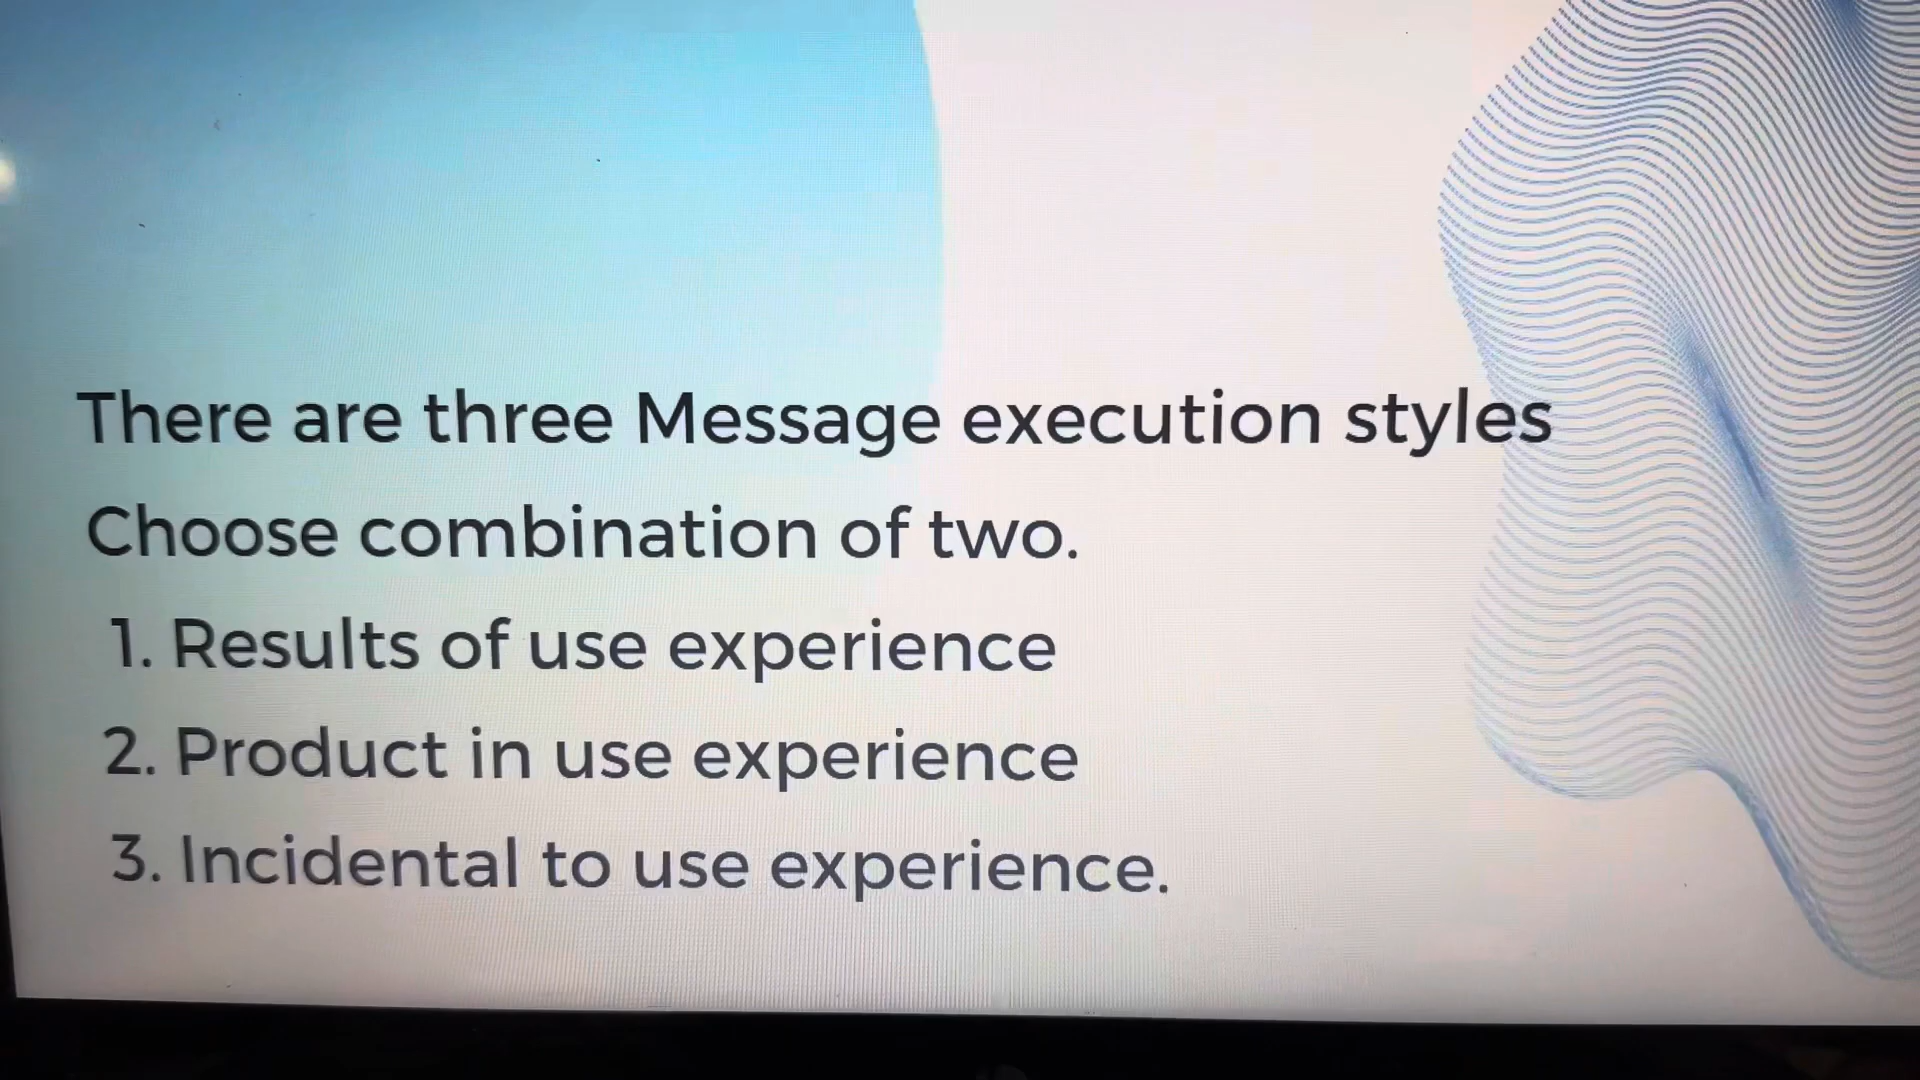 There are three Message execution styles
Choose combination of two.
1. Results of use experience
2. Product in use experience
3. Incidental to use experience.